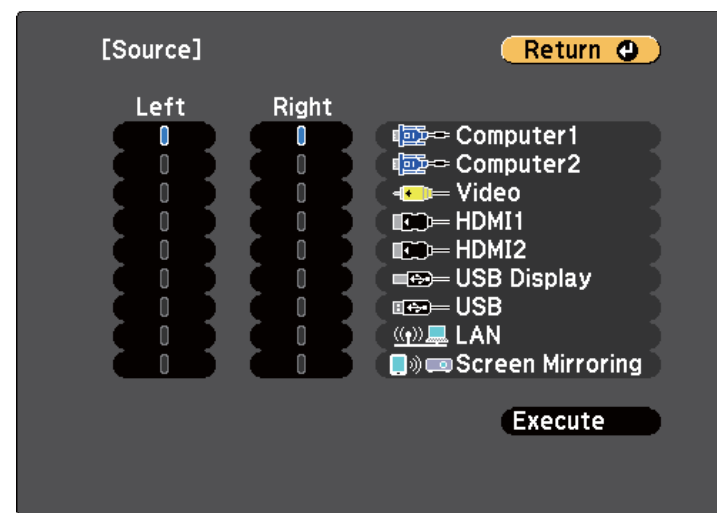 [Source]
Return
Left Right
Computer1
Computer2
Video
HDMI1
HDMI2
USB Display
USB
LAN
Screen Mirroring
Execute